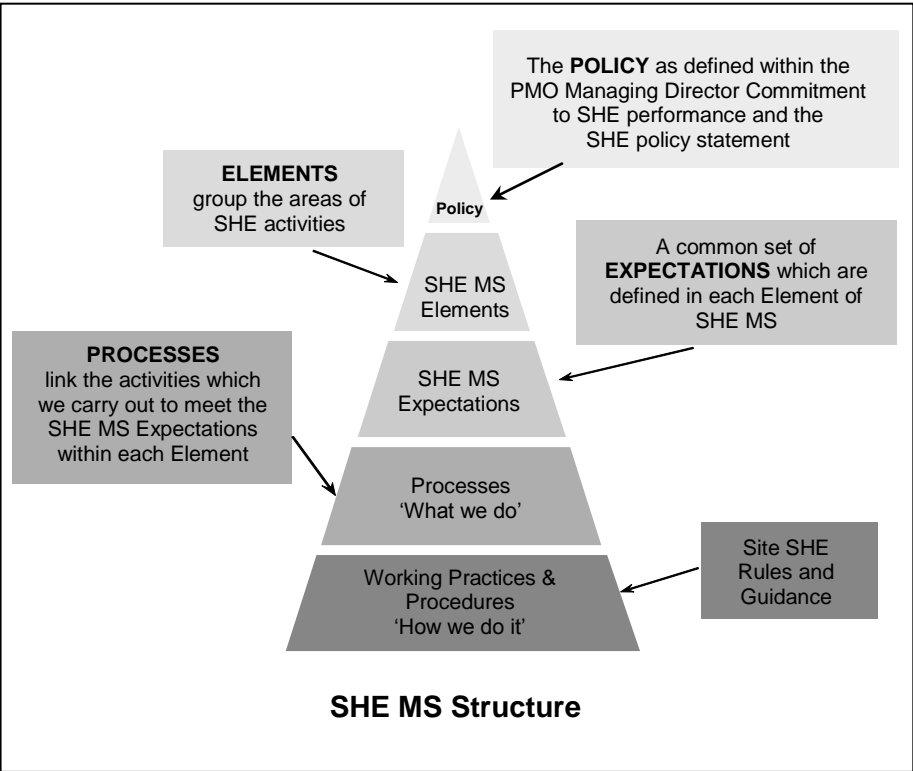 The POLICY as defined within the
PMO Managing Director Commitment
to SHE performance and the
SHE policy statement
ELEMENTS
group the areas of
SHE activities
Policy
A common set of
EXPECTATIONS which are
defined in each Element of
SHE MS
SHE MS
Elements
PROCESSES
link the activities which
we carry out to meet the
SHE MS Expectations
within each Element
SHE MS
Expectations
Processes
‘What we do’
Site SHE
Rules and
Guidance
Working Practices &
Procedures
‘How we do it’
SHE MS Structure